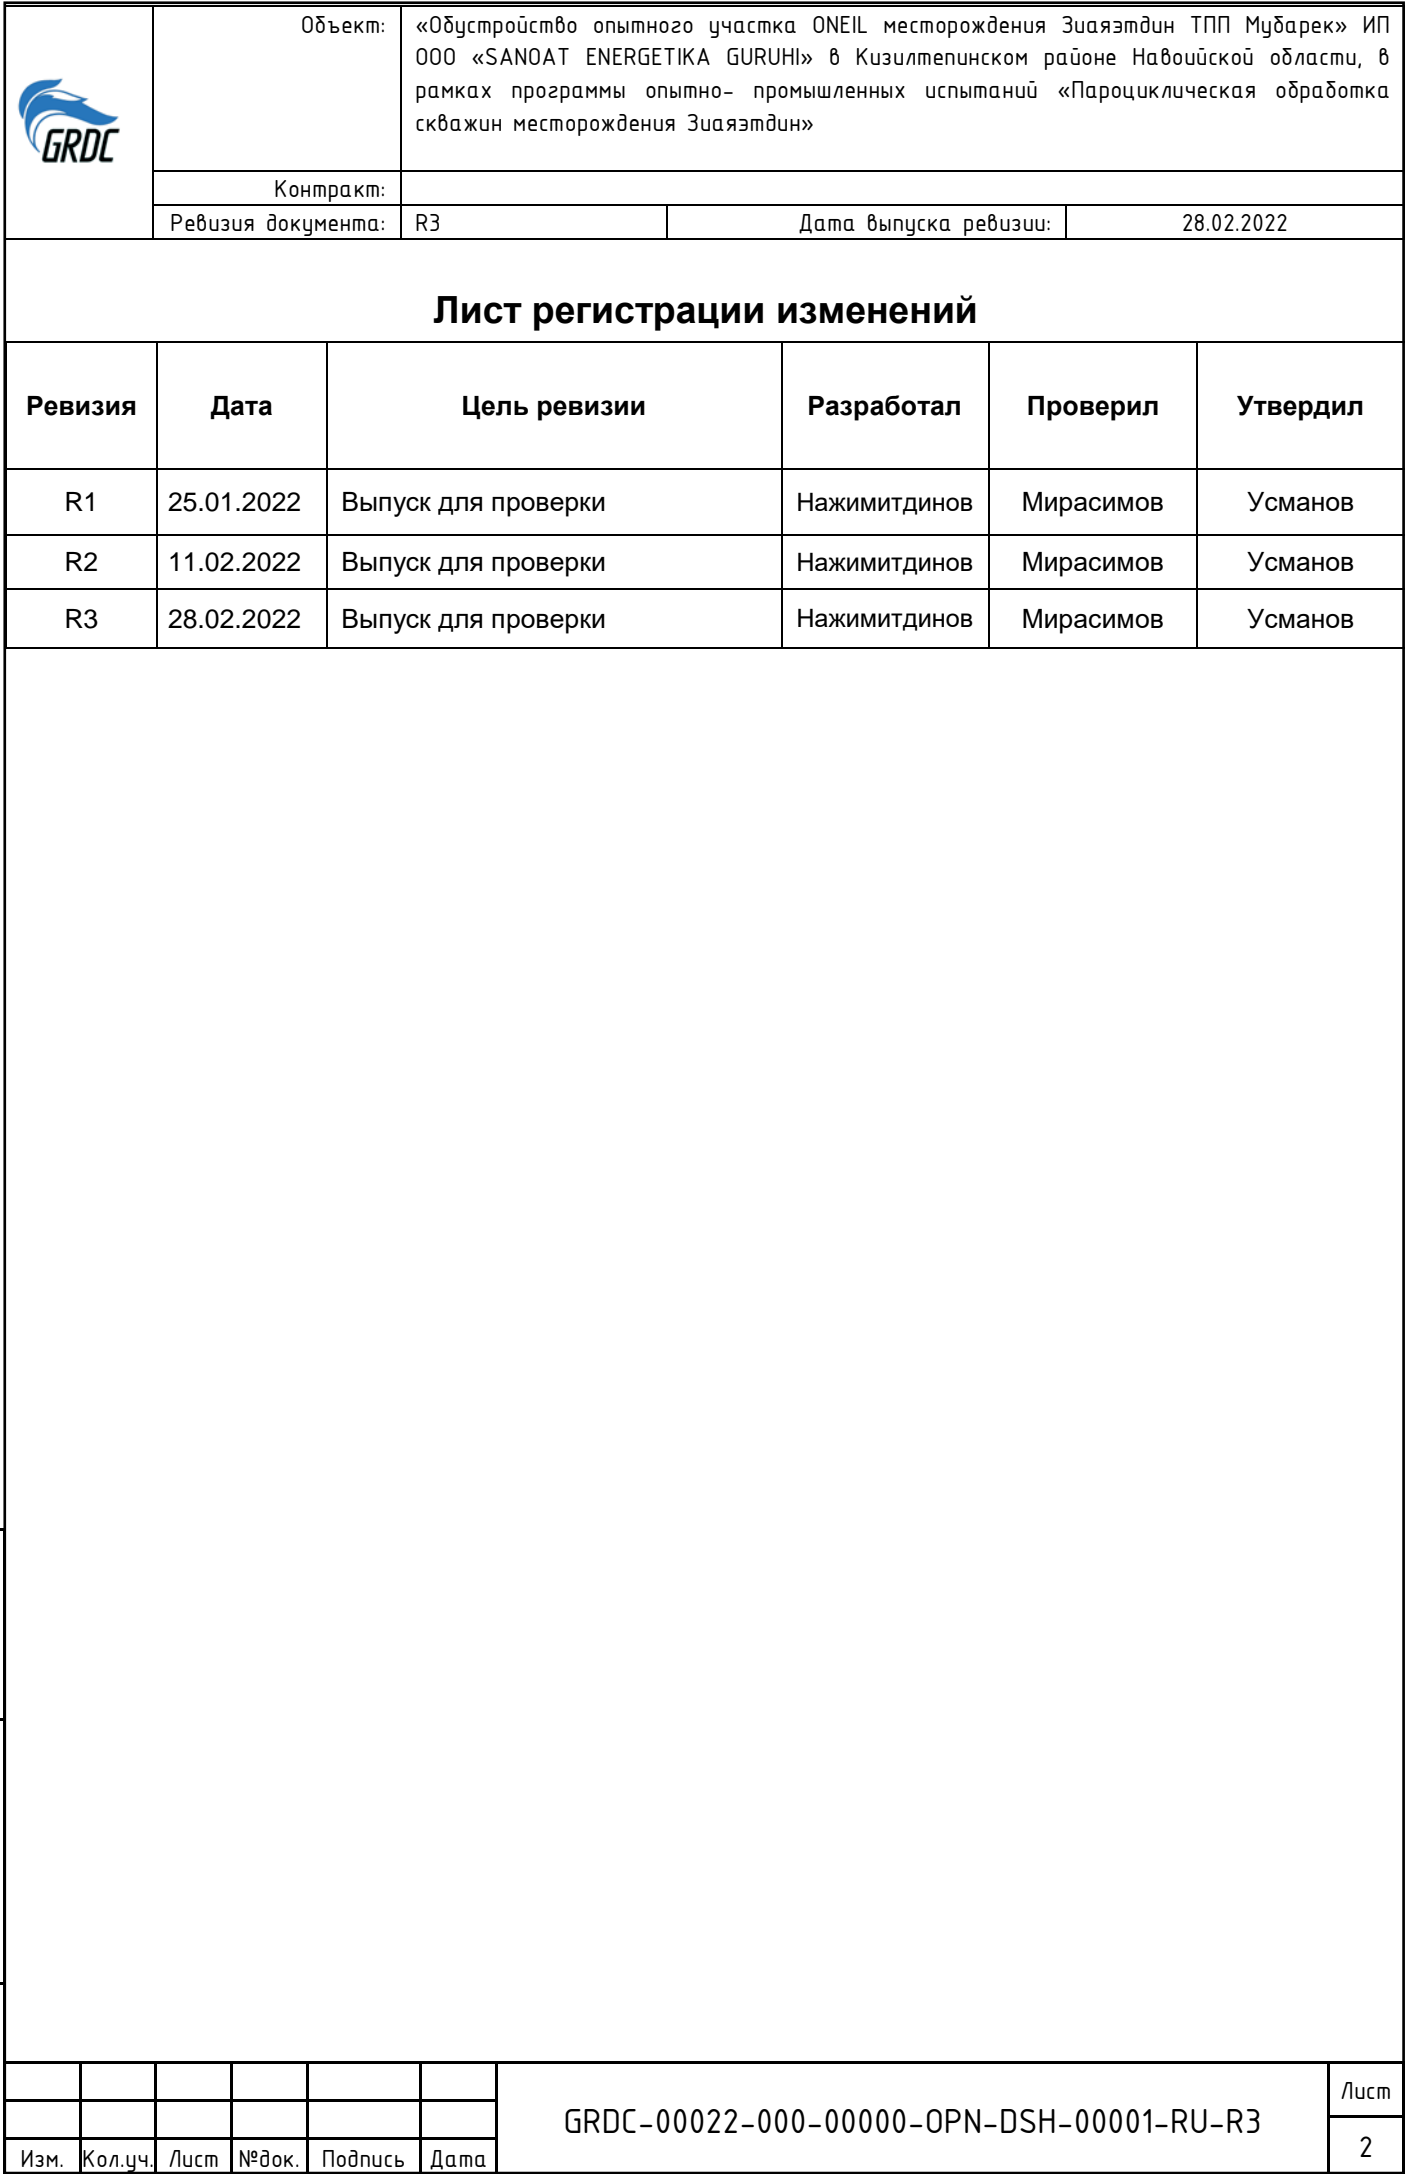 GRDC
Объект:
«Обустройство опытного участка ONEIL месторождения Зиаяэтдин ТПП Мубарек» ИП
ООО «SANOAT ENERGETIKA GURUHI» в Кизилтепинском районе Навоийской области, в
рамках программы опытно- промышленных испытаний «Пароциклическая обработка
скважин месторождения Зиаяэтдин»
Контракт:
Ревизия документа: R3 Дата выпуска ревизии: 28.02.2022
Лист регистрации изменений
Ревизия Дата Цель ревизии Разработал Проверил Утвердил
R1 25.01.2022 Выпуск для проверки Нажимитдинов Мирасимов Усманов
R2 11.02.2022 Выпуск для проверки Нажимитдинов Мирасимов Усманов
R3 28.02.2022 Выпуск для проверки Нажимитдинов Мирасимов Усманов
GRDC-00022-000-00000-OPN-DSH-00001-RU-R3
Лист
2
Изм. Кол.уч. Лист №док. Подпись Дата